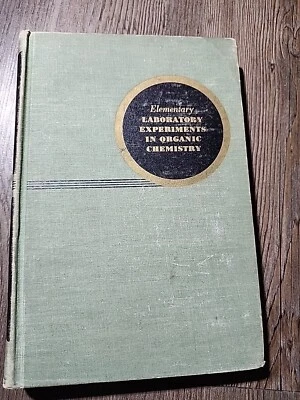 Elementary
LABORATORY
EXPERIMENTS
IN ORGANIC
CHEMISTRY